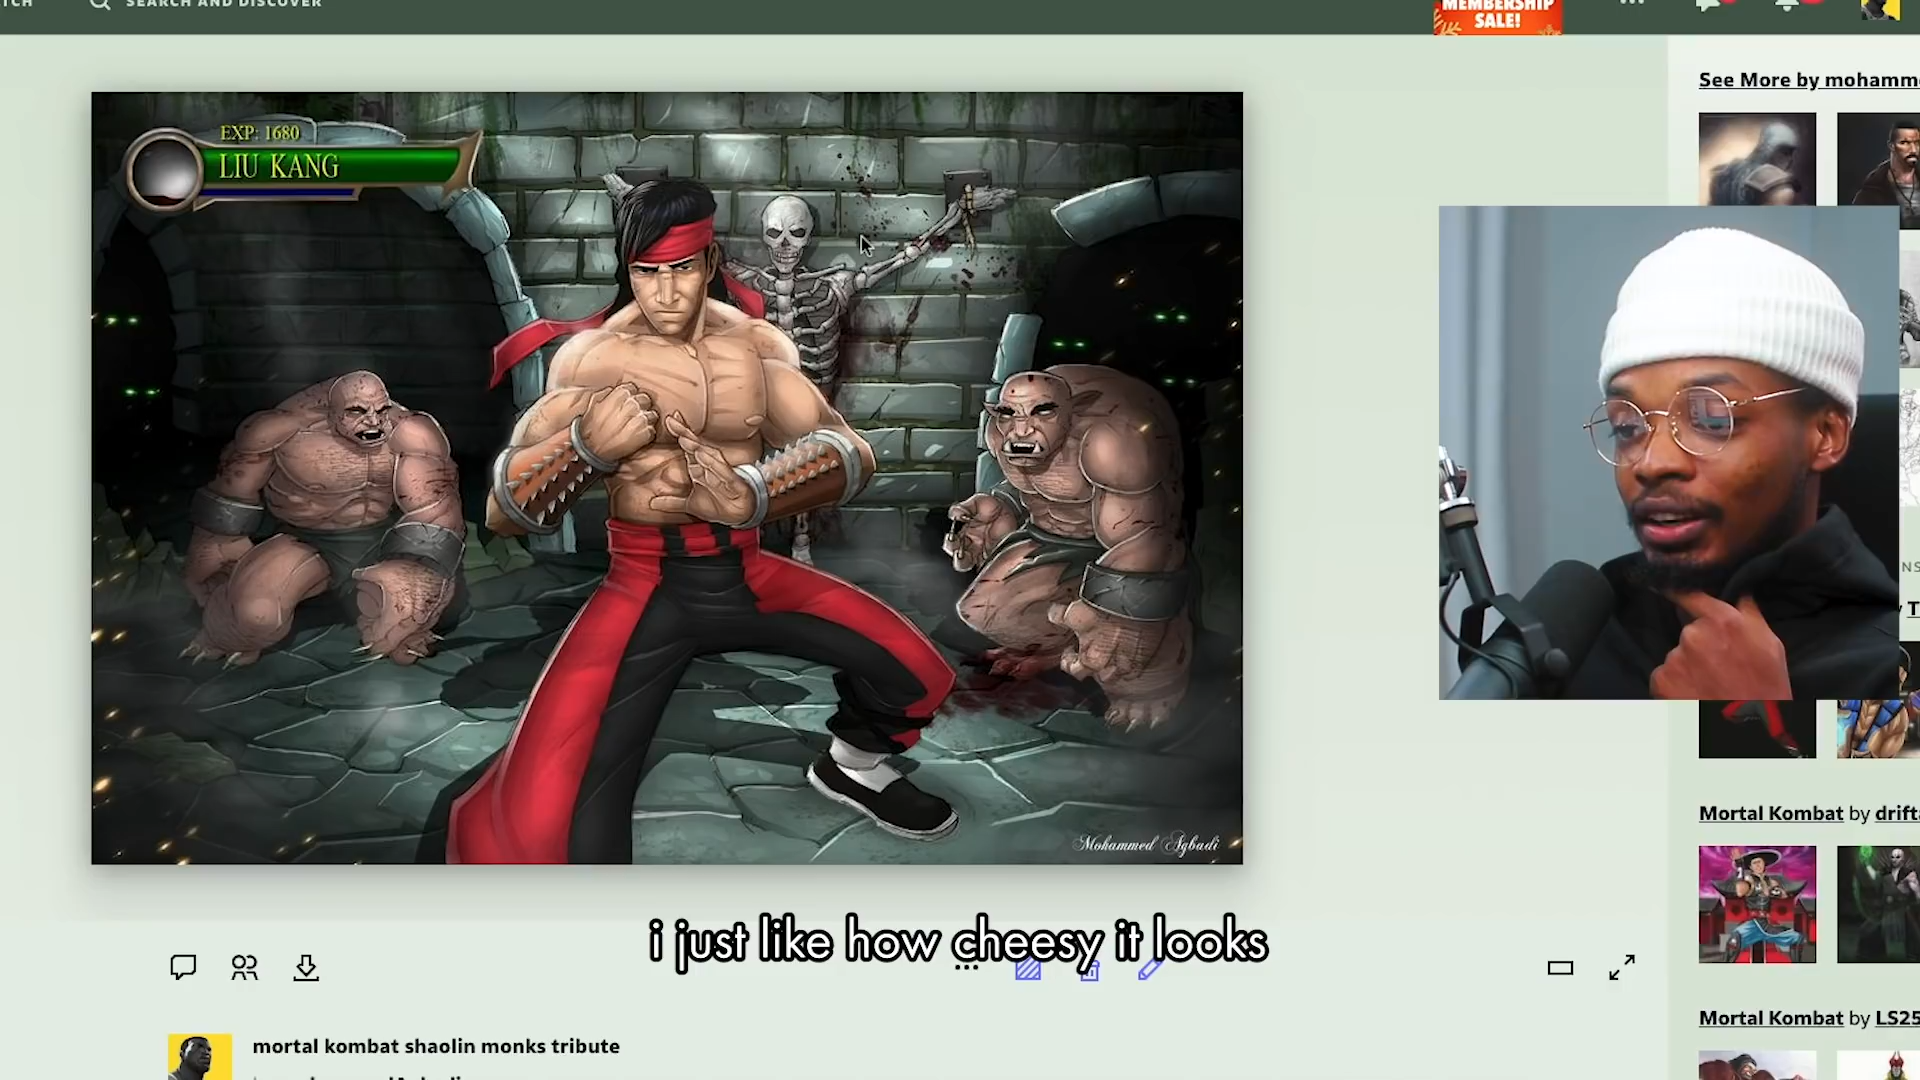 SEARCH AND DISCOVER
MEMBERSHIP
SALE!
See More by mohamm
EXP: 1680
LIU KANG
Mohammed Agbadi
Mortal Kombat by drift
i just like how cheesy it looks
mortal kombat shaolin monks tribute
Mortal Kombat by LS25